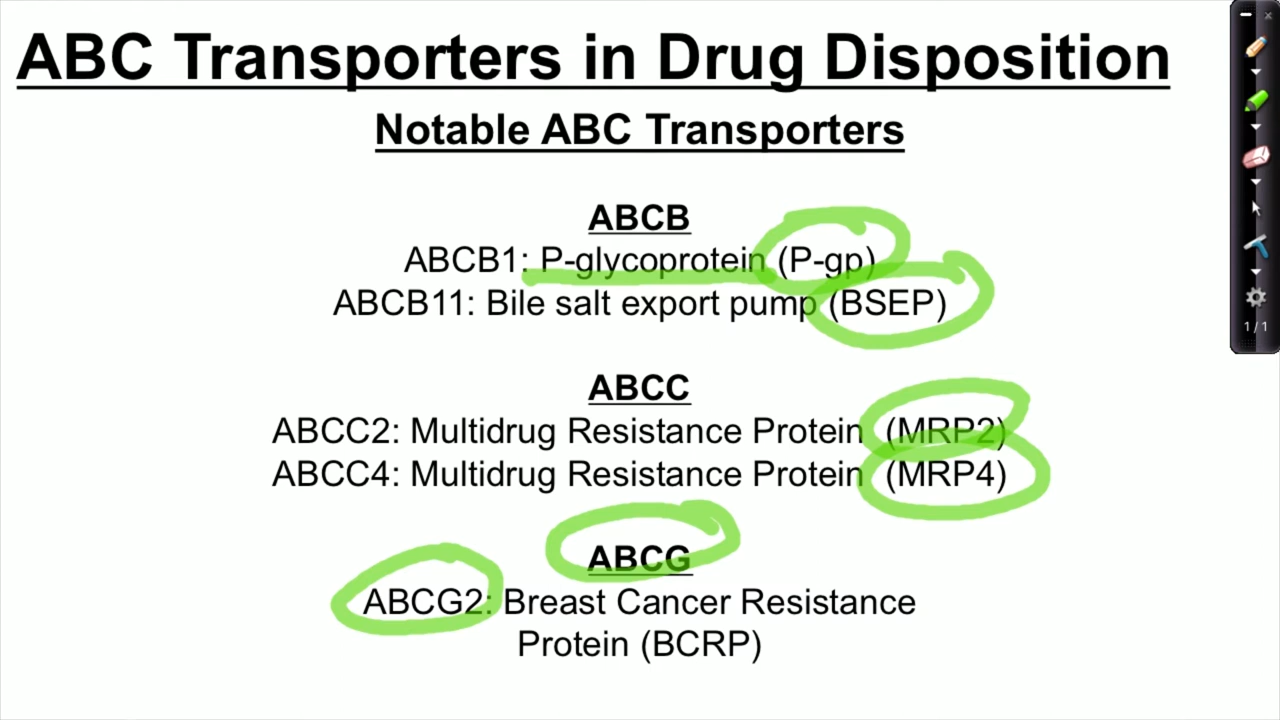 ABC Transporters in Drug Disposition
Notable ABC Transporters
ABCB
ABCB1: P-glycoprotein (P-gp)
ABCB11: Bile salt export pump (BSEP)
ABCC
ABCC2: Multidrug Resistance Protein (MRP2)
ABCC4: Multidrug Resistance Protein (MRP4)
ABCG
ABCG2: Breast Cancer Resistance
Protein (BCRP)
1/1